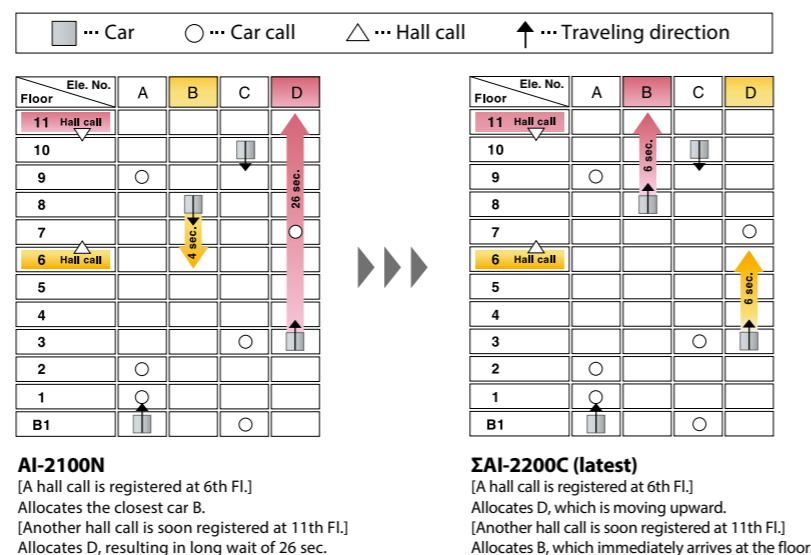 ··· Car ··· Car call ··· Hall call ··· Traveling direction
Ele. No.
Floor A B C D
11 Hall call
10
9
8
7
6 Hall call
5
4
3
2
1
B1
4 sec.
26 sec.
Ele. No.
Floor A B C D
11 Hall call
10
9
8
7
6 Hall call
5
4
3
2
1
B1
6 sec.
6 sec.
AI-2100N
[A hall call is registered at 6th Fl.]
Allocates the closest car B.
[Another hall call is soon registered at 11th Fl.]
Allocates D, resulting in long wait of 26 sec.
ΣAI-2200C (latest)
[A hall call is registered at 6th Fl.]
Allocates D, which is moving upward.
[Another hall call is soon registered at 11th Fl.]
Allocates B, which immediately arrives at the floor